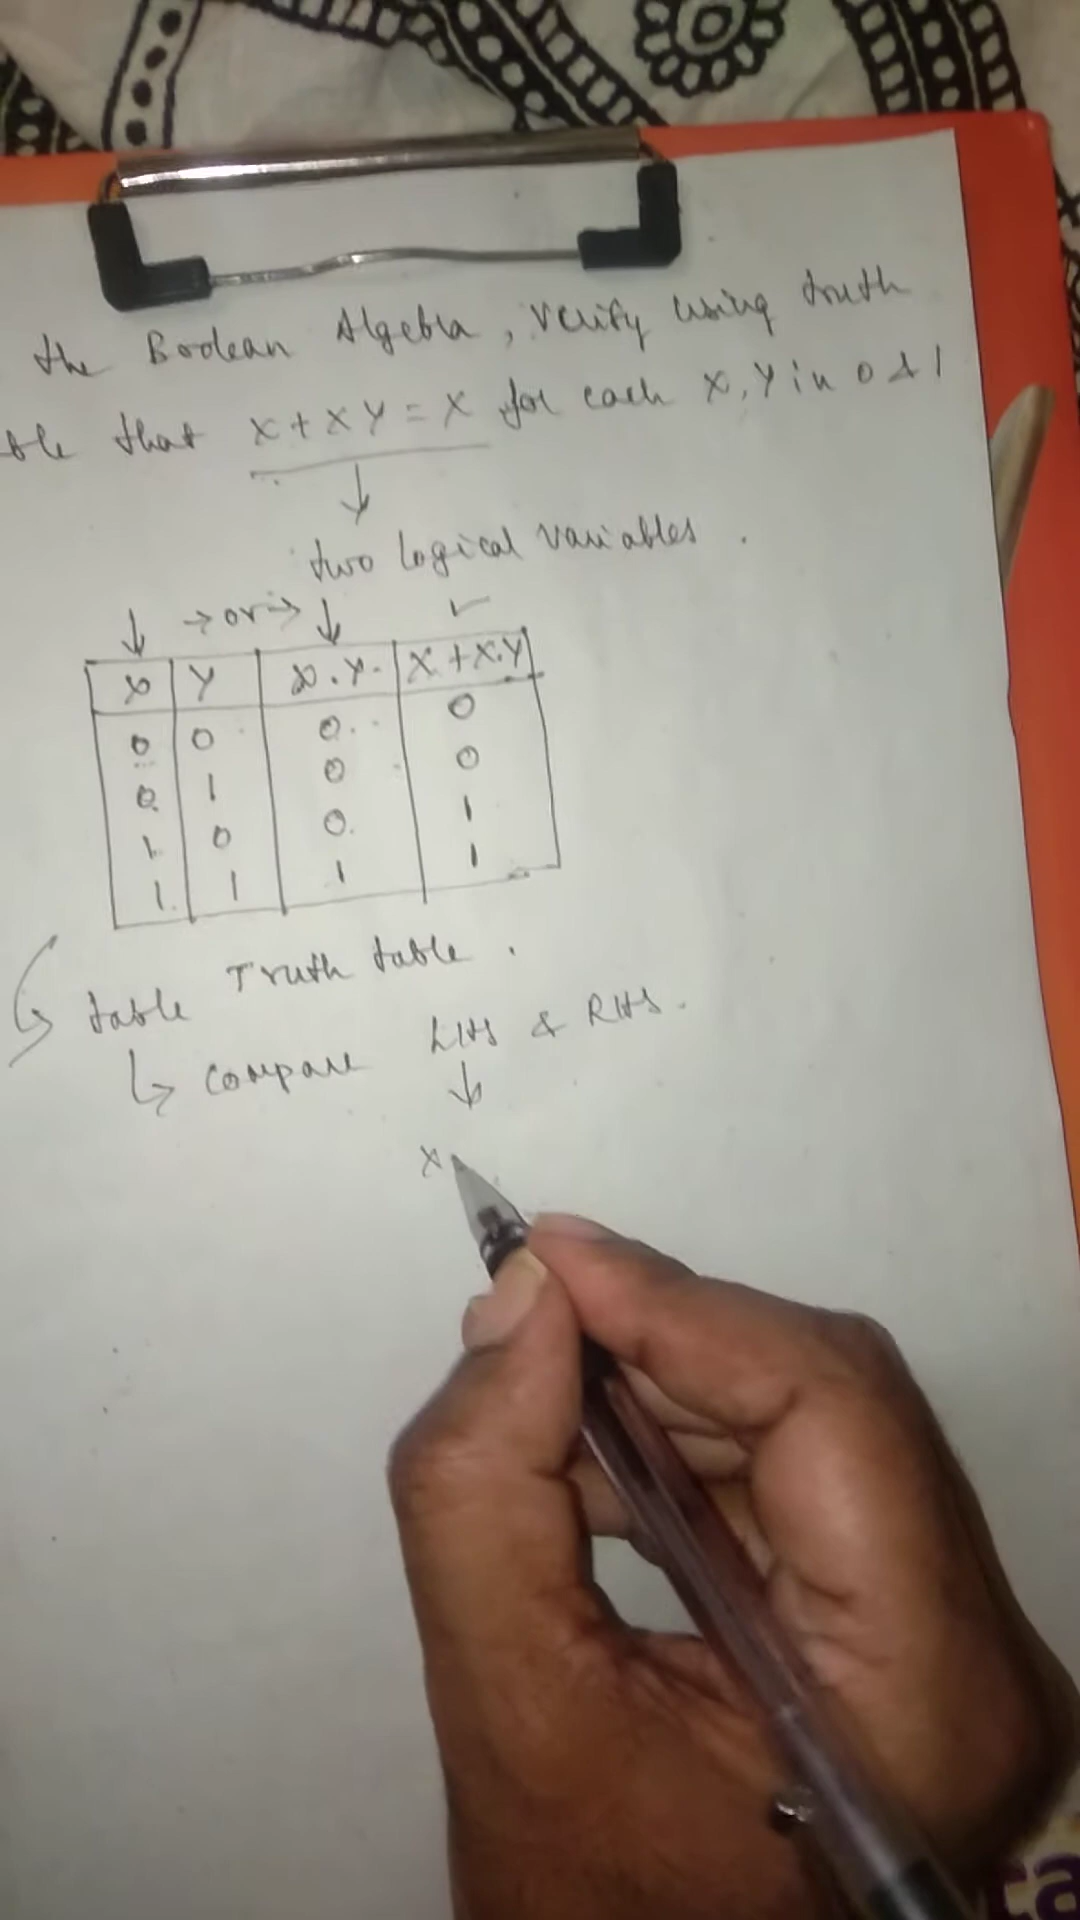 the Boolean Algebra, Verify using truth
ble that X + X Y = X for each X, Y in 0 & 1
↓
two logical variables .
↓ → or → ↓ ✓
X Y X . Y X + X.Y
0 0 0 0
0 1 0 0
1 0 0 1
1 1 1 1
table Truth table .
↳ Compare LHS & RHS .
↓
X